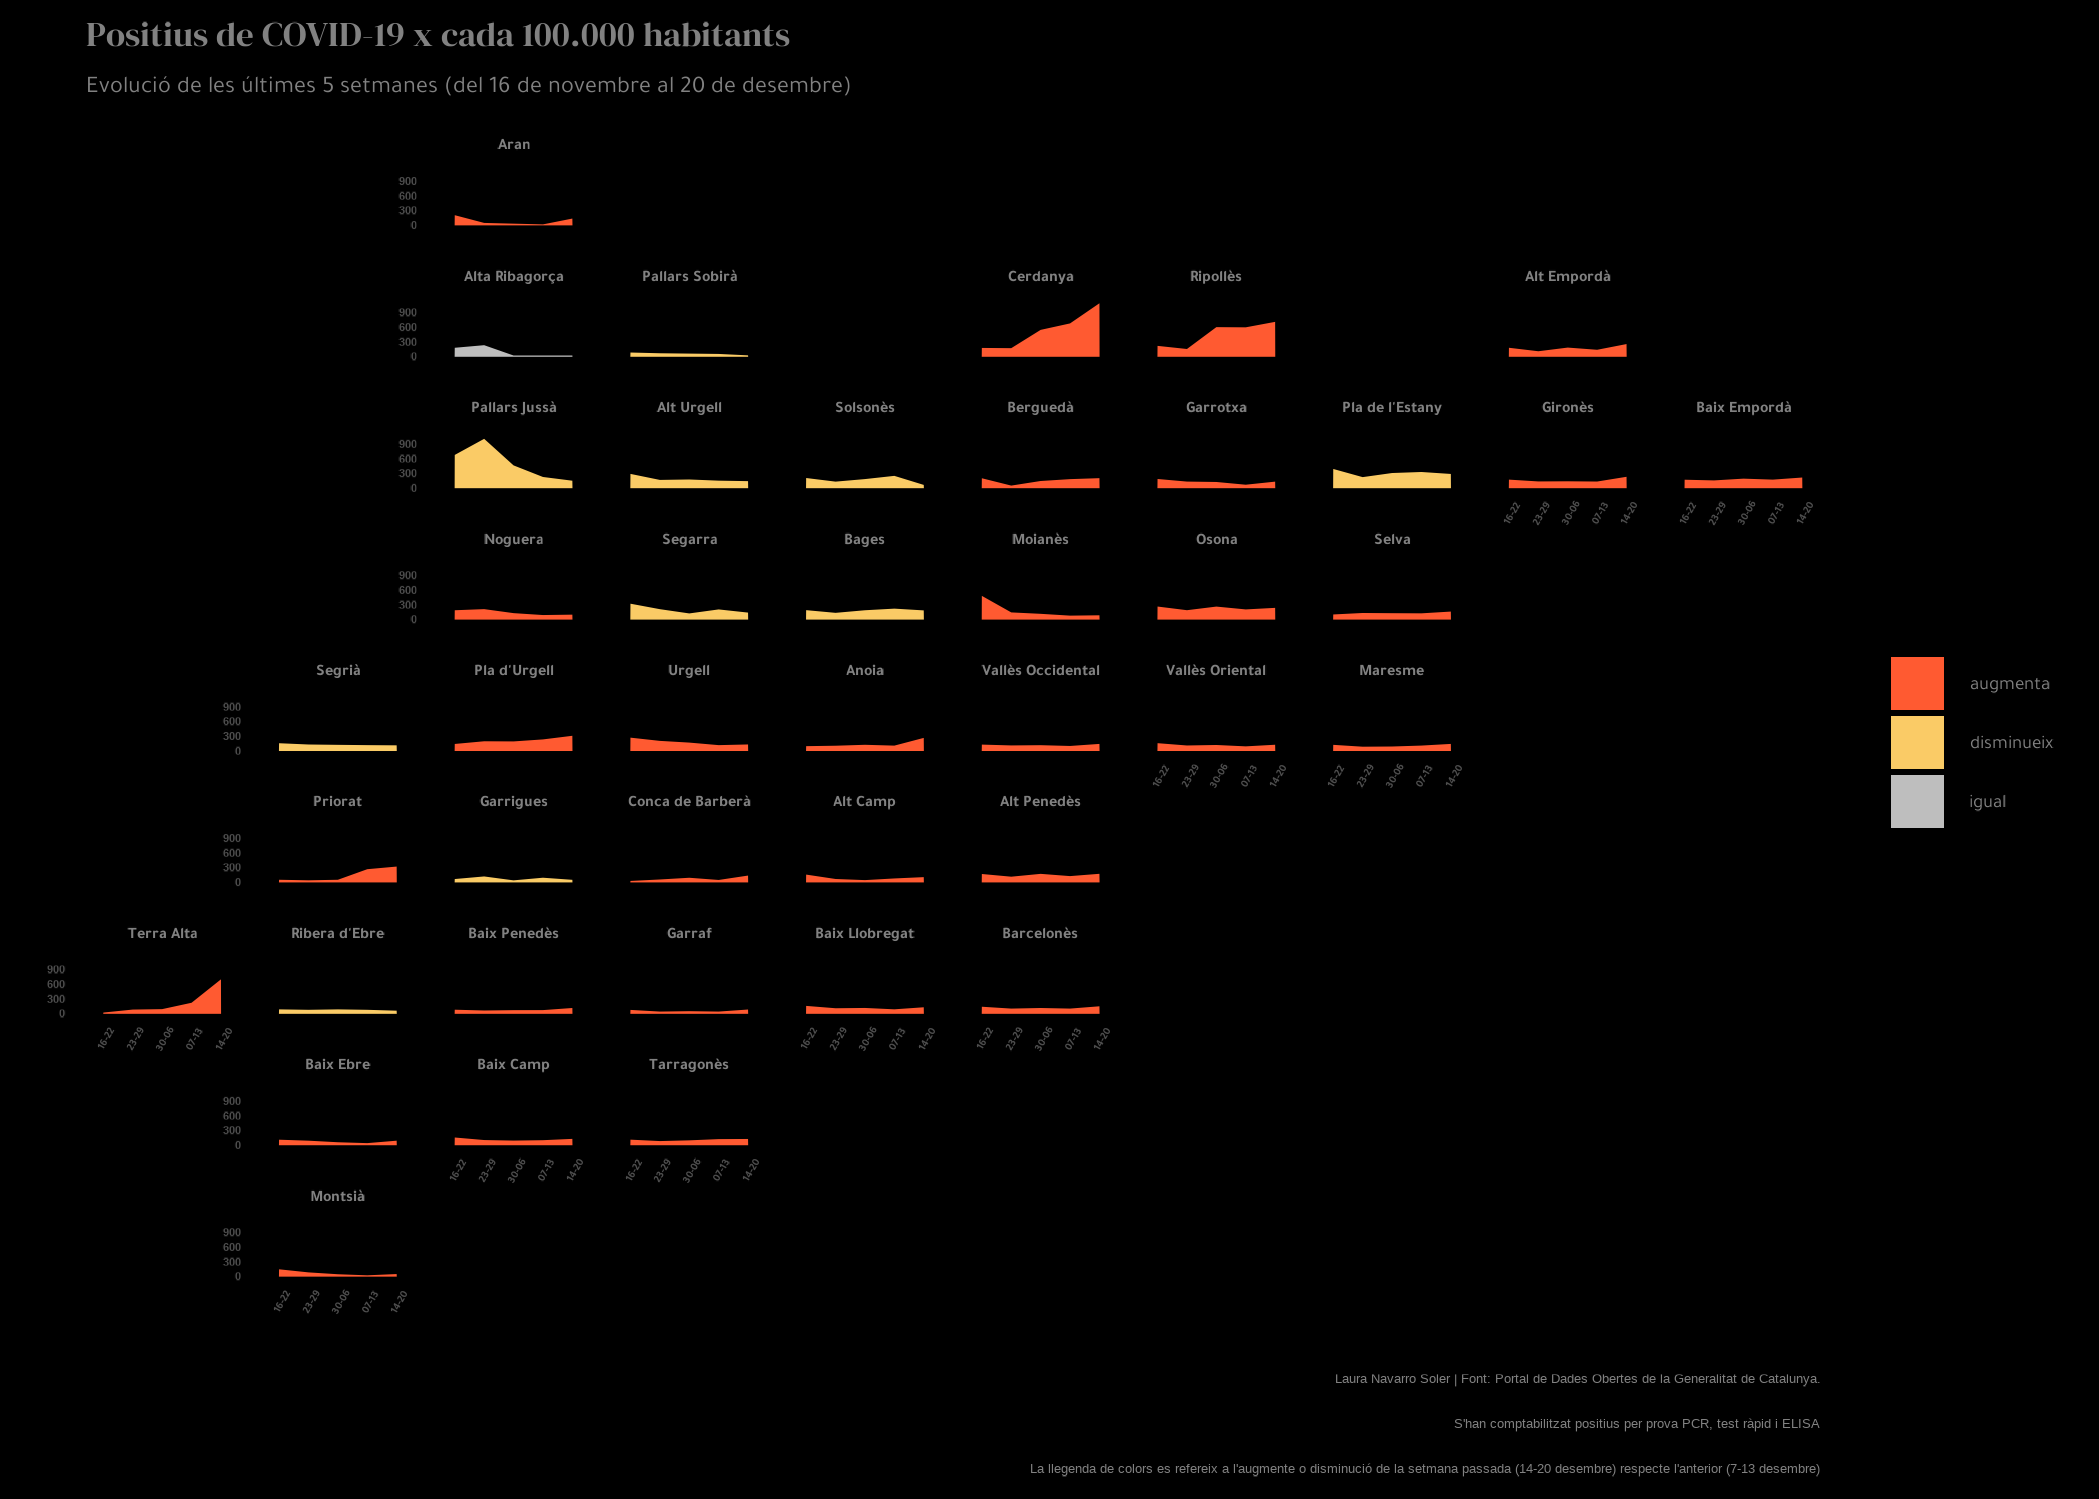 Positius de COVID-19 x cada 100.000 habitants
Evolució de les últimes 5 setmanes (del 16 de novembre al 20 de desembre)
Aran
900
600
300
0
Alta Ribagorça Pallars Sobirà Cerdanya Ripollès Alt Empordà
900
600
300
0
Pallars Jussà Alt Urgell Solsonès Berguedà Garrotxa Pla de l'Estany Gironès Baix Empordà
900
600
300
0
16-22 23-29 30-06 07-13 14-20 16-22 23-29 30-06 07-13 14-20
Noguera Segarra Bages Moianès Osona Selva
900
600
300
0
Segrià Pla d'Urgell Urgell Anoia Vallès Occidental Vallès Oriental Maresme
900
600
300
0
16-22 23-29 30-06 07-13 14-20 16-22 23-29 30-06 07-13 14-20
augmenta
disminueix
igual
Priorat Garrigues Conca de Barberà Alt Camp Alt Penedès
900
600
300
0
Terra Alta Ribera d'Ebre Baix Penedès Garraf Baix Llobregat Barcelonès
900
600
300
0
16-22 23-29 30-06 07-13 14-20 16-22 23-29 30-06 07-13 14-20 16-22 23-29 30-06 07-13 14-20
Baix Ebre Baix Camp Tarragonès
900
600
300
0
16-22 23-29 30-06 07-13 14-20 16-22 23-29 30-06 07-13 14-20
Montsià
900
600
300
0
16-22 23-29 30-06 07-13 14-20
Laura Navarro Soler | Font: Portal de Dades Obertes de la Generalitat de Catalunya.
S'han comptabilitzat positius per prova PCR, test ràpid i ELISA
La llegenda de colors es refereix a l'augmente o disminució de la setmana passada (14-20 desembre) respecte l'anterior (7-13 desembre)